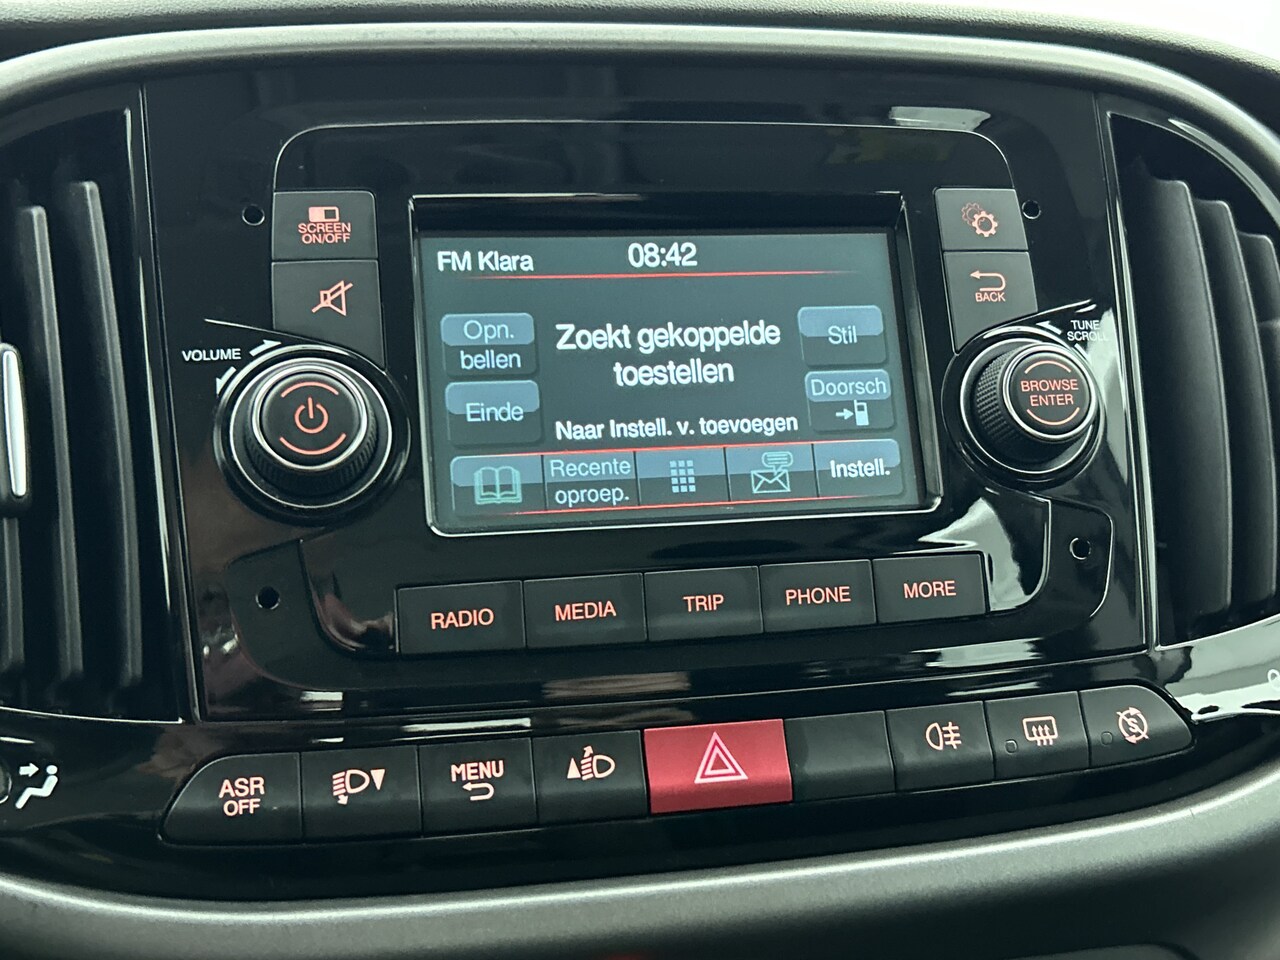 SCREEN
ON/OFF
VOLUME
FM Klara
08:42
Opn.
bellen
Zoekt gekoppelde
toestellen
Stil
Einde
Doorsch
Naar Instell. v. toevoegen
Recente
oproep.
Instell.
BACK
TUNE
SCROLL
BROWSE
ENTER
RADIO
MEDIA
TRIP
PHONE
MORE
ASR
OFF
MENU